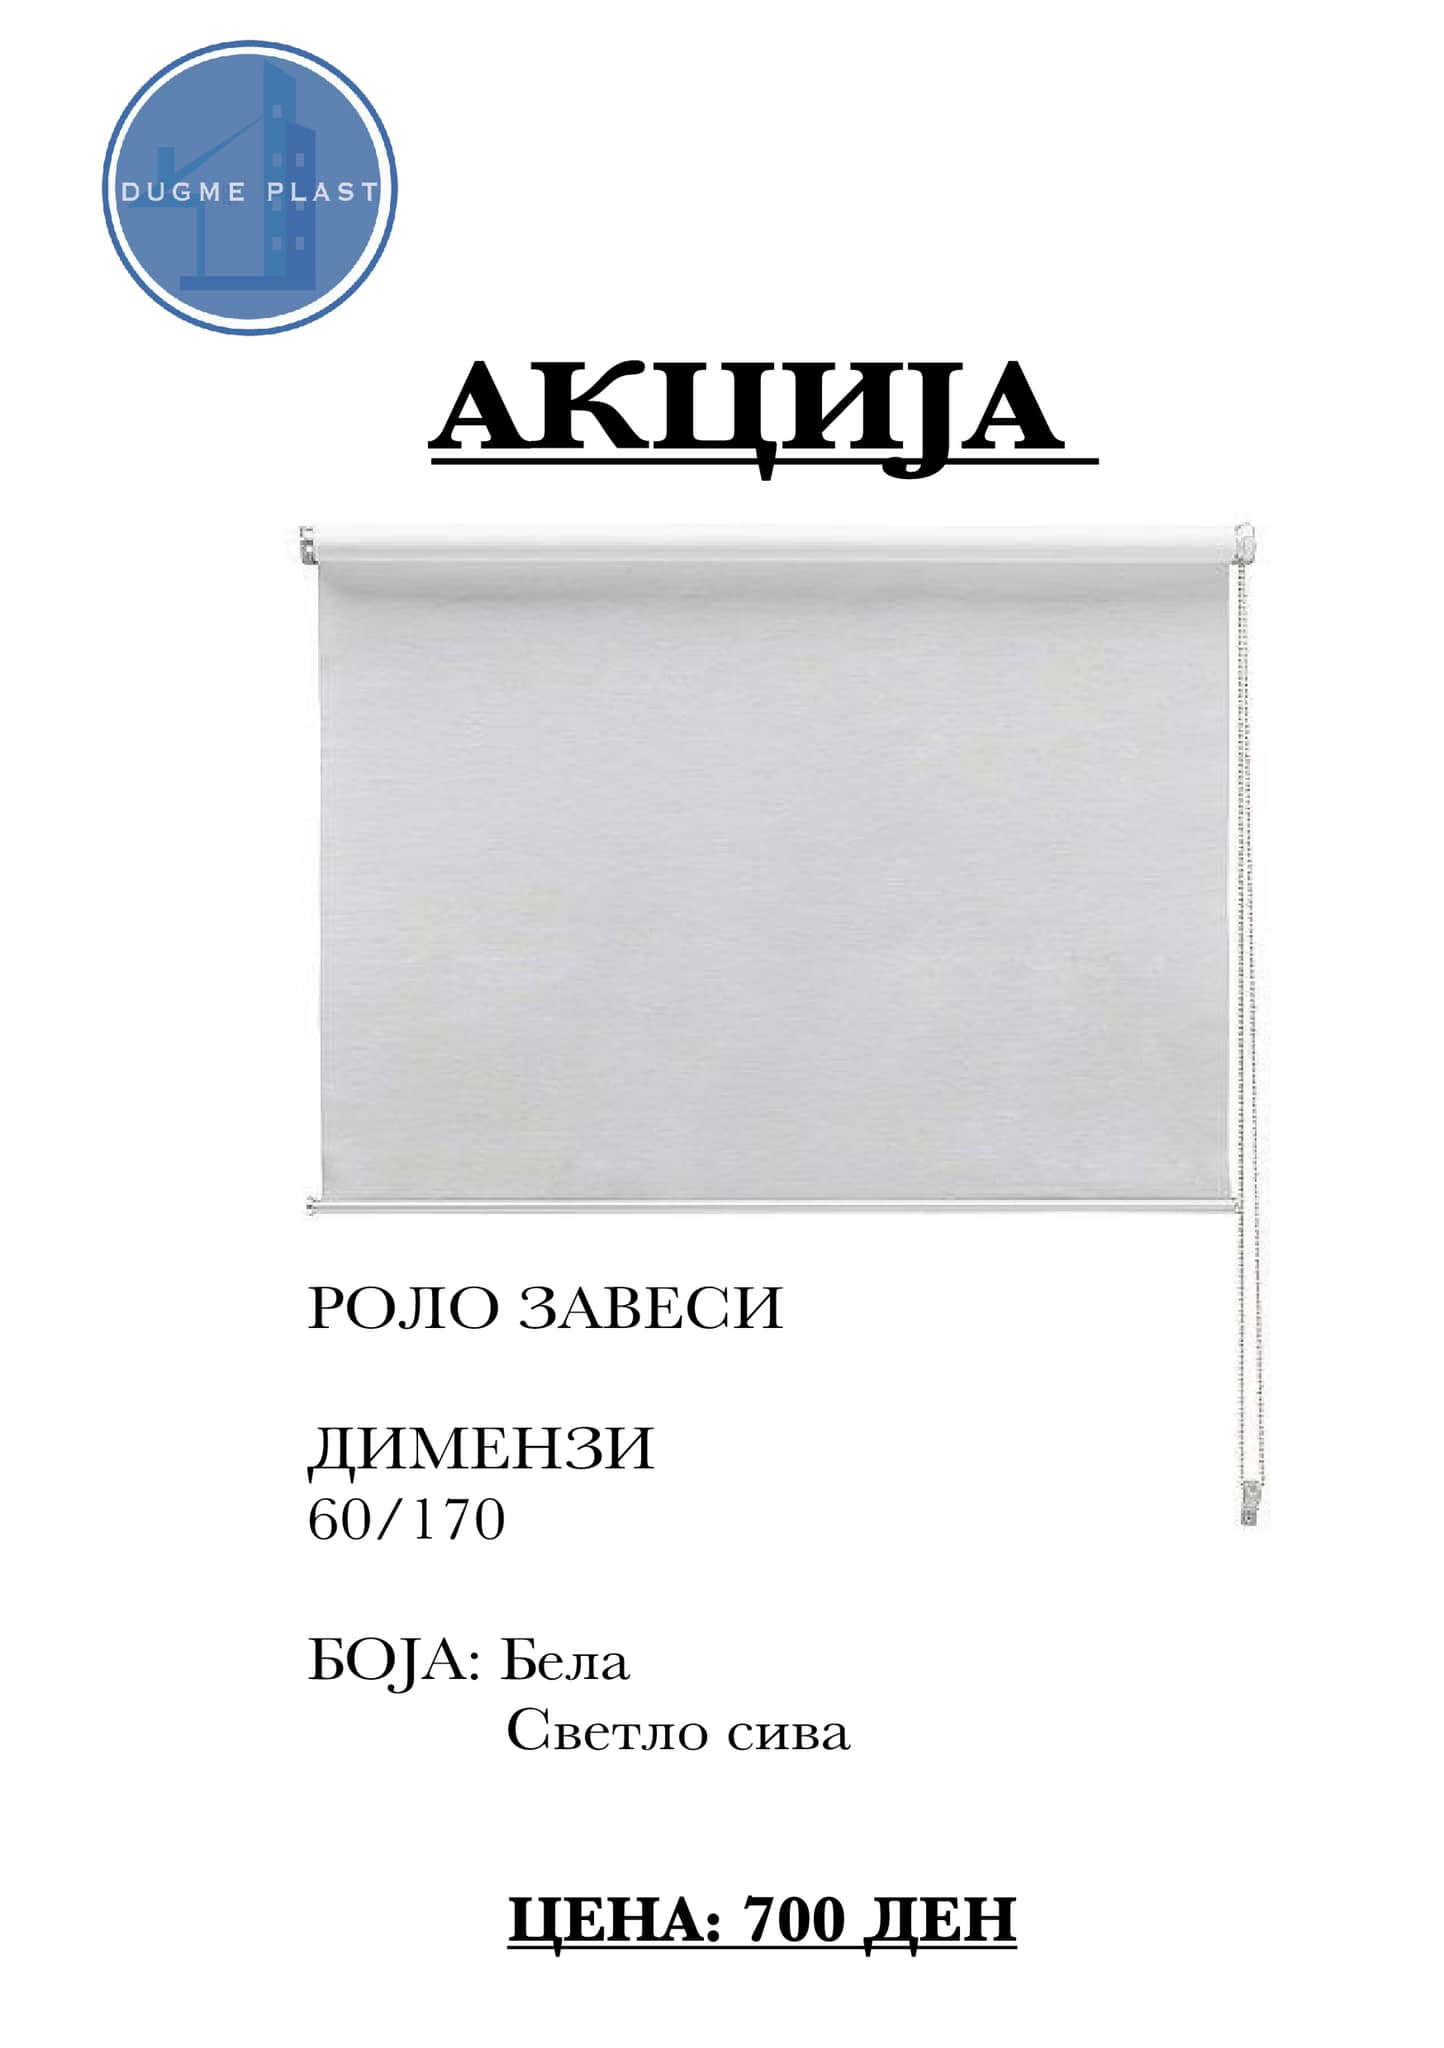 DUGME PLAST
АКЦИЈА
РОЛО ЗАВЕСИ
ДИМЕНЗИ
60/170
БОЈА: Бела
Светло сива
ЦЕНА: 700 ДЕН